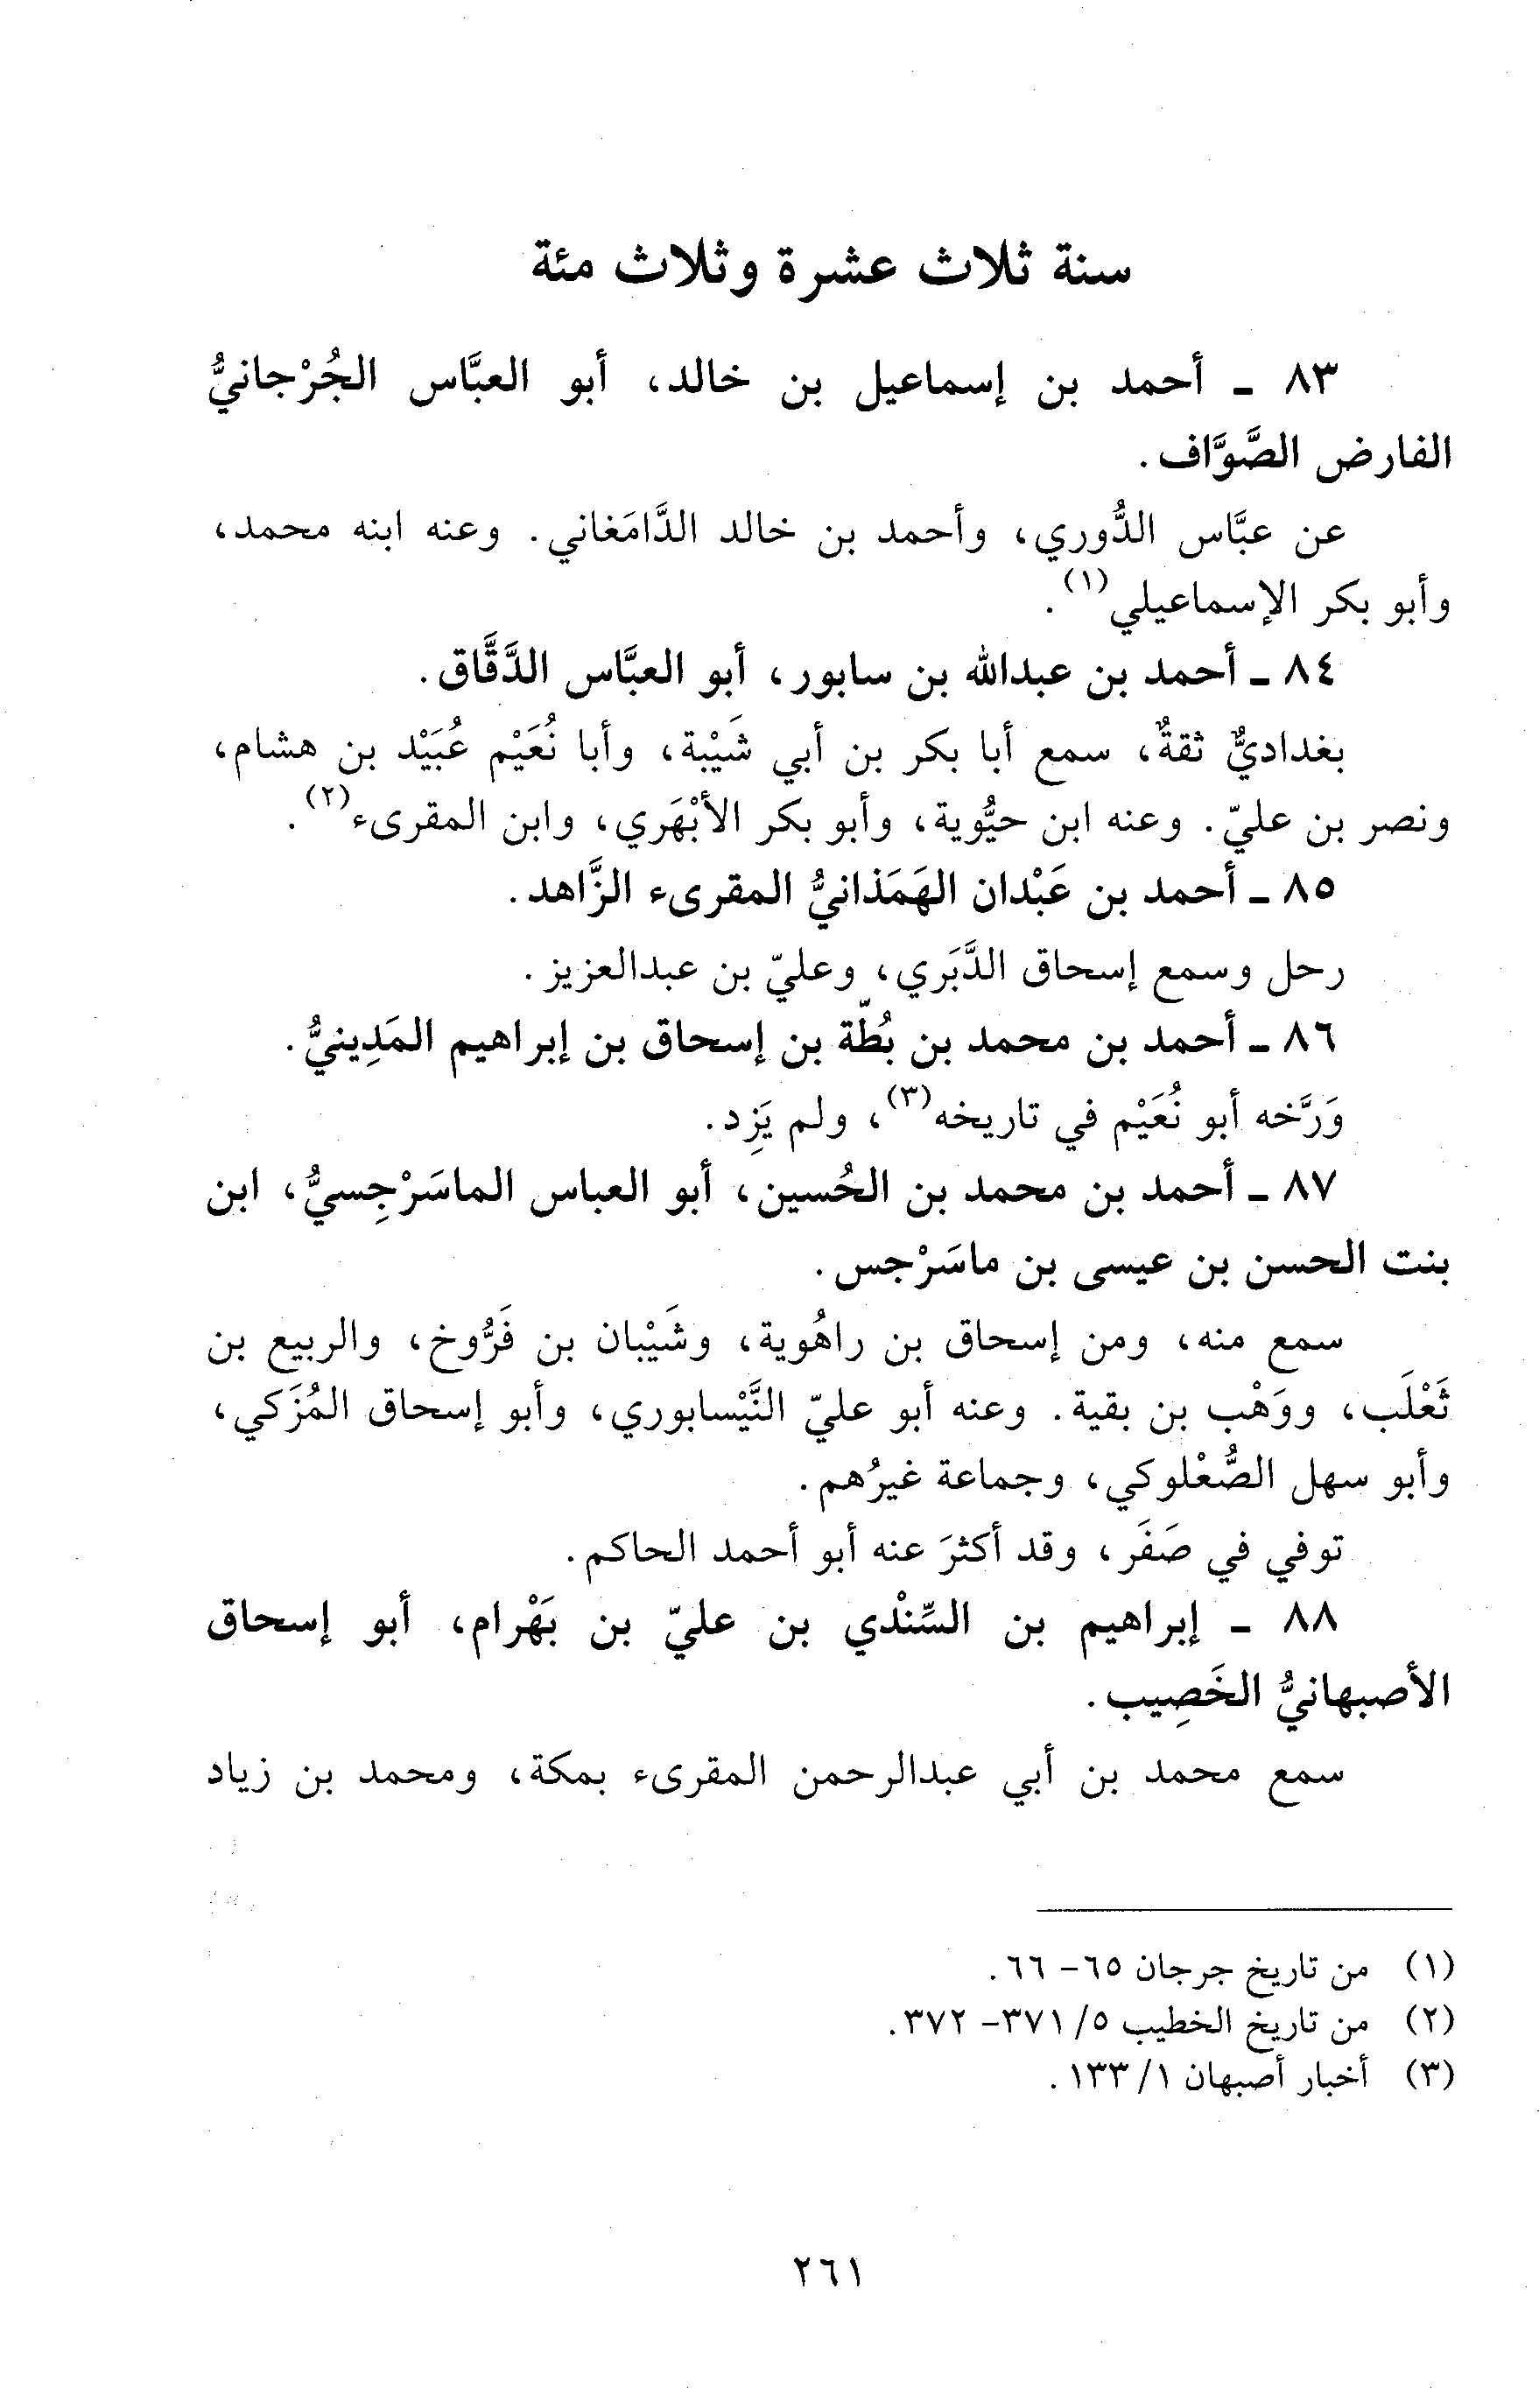 سنة ثلاث عشرة وثلاث مئة
٨٣ ـ أحمد بن إسماعيل بن خالد، أبو العبَّاس الجُرْجانيُّ
الفارض الصَّوَّاف.
عن عبَّاس الدُّوري، وأحمد بن خالد الدَّامَغاني. وعنه ابنه محمد،
وأبو بكر الإسماعيلي(١).
٨٤ ـ أحمد بن عبدالله بن سابور، أبو العبَّاس الدَّقَّاق.
بغداديٌّ ثقةٌ، سمع أبا بكر بن أبي شَيْبة، وأبا نُعَيْم عُبَيْد بن هشام،
ونصر بن عليّ. وعنه ابن حيُّوية، وأبو بكر الأبْهَري، وابن المقرىء(٢).
٨٥ ـ أحمد بن عَبْدان الهَمَذانيُّ المقرىء الزَّاهد.
رحل وسمع إسحاق الدَّبَري، وعليّ بن عبدالعزيز.
٨٦ ـ أحمد بن محمد بن بُطّة بن إسحاق بن إبراهيم المَدِينيُّ.
وَرَّخه أبو نُعَيْم في تاريخه(٣)، ولم يَزِد.
٨٧ ـ أحمد بن محمد بن الحُسين، أبو العباس الماسَرْجِسيُّ، ابن
بنت الحسن بن عيسى بن ماسَرْجس.
سمع منه، ومن إسحاق بن راهُوية، وشَيْبان بن فَرُّوخ، والربيع بن
ثَعْلَب، ووَهْب بن بقية. وعنه أبو عليّ النَّيْسابوري، وأبو إسحاق المُزَكي،
وأبو سهل الصُّعْلوكي، وجماعة غيرُهم.
توفي في صَفَر، وقد أكثرَ عنه أبو أحمد الحاكم.
٨٨ ـ إبراهيم بن السِّنْدي بن عليّ بن بَهْرام، أبو إسحاق
الأصبهانيُّ الخَصِيب.
سمع محمد بن أبي عبدالرحمن المقرىء بمكة، ومحمد بن زياد
(١) من تاريخ جرجان ٦٥- ٦٦.
(٢) من تاريخ الخطيب ٥/ ٣٧١- ٣٧٢.
(٣) أخبار أصبهان ١/ ١٣٣.
٢٦١